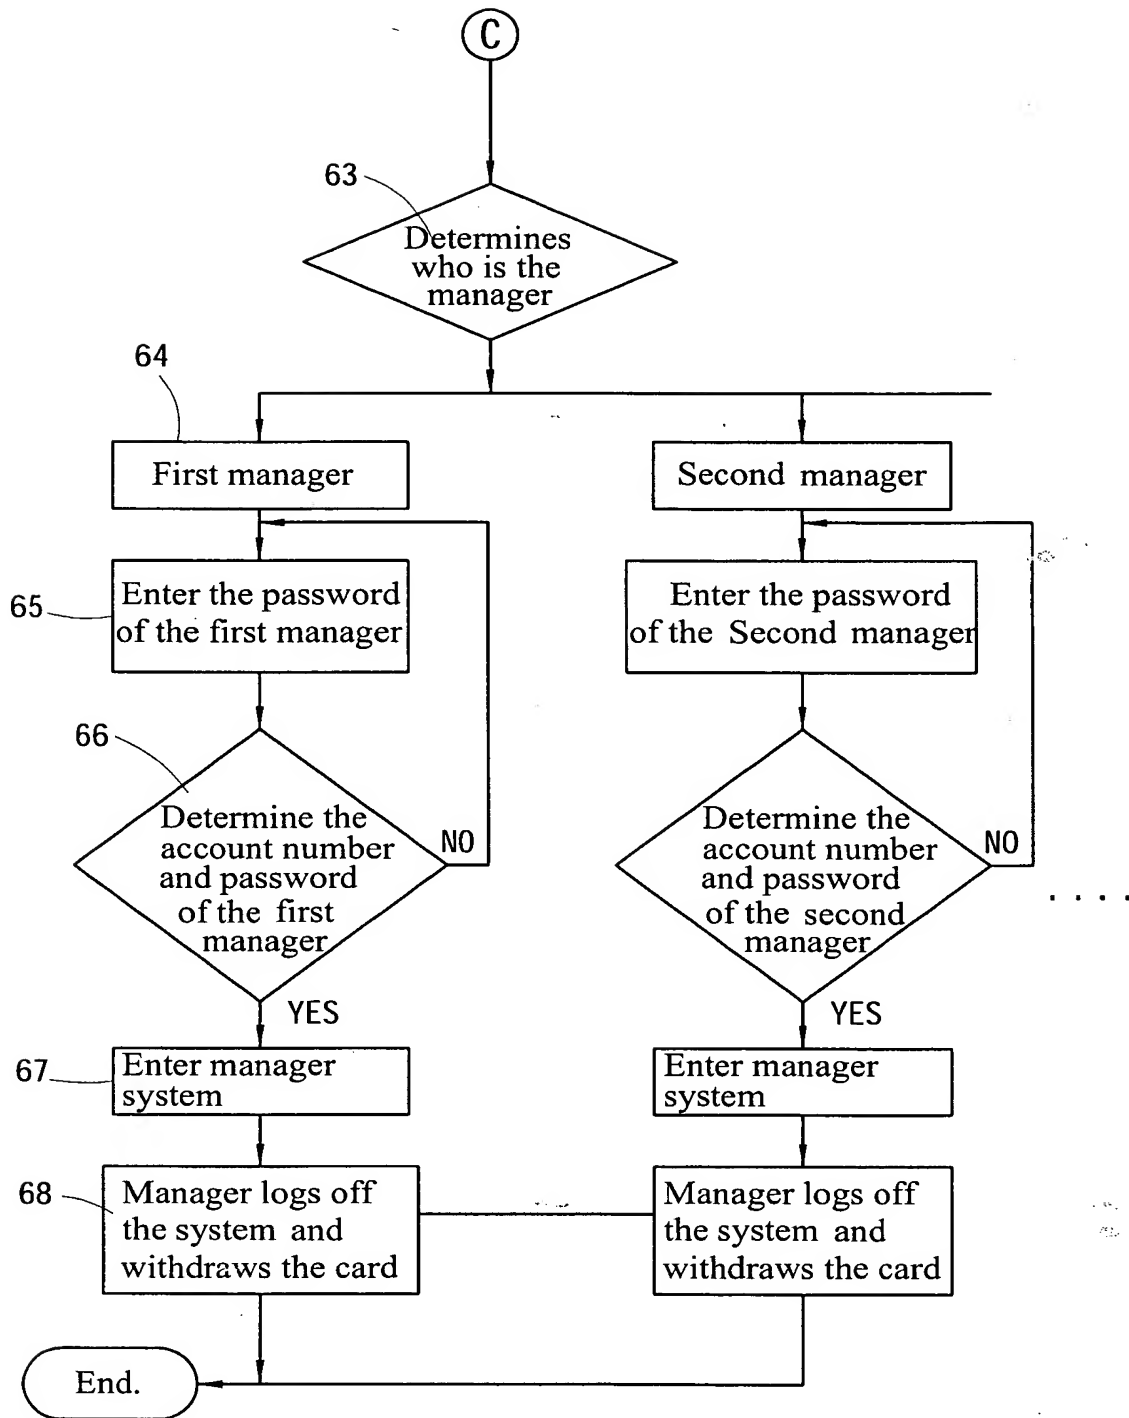 C
63
Determines
who is the
manager
64
First manager
Second manager
65
Enter the password
of the first manager
Enter the password
of the Second manager
66
Determine the
account number
and password
of the first
manager
NO
Determine the
account number
and password
of the second
manager
NO
. . . .
YES
YES
67
Enter manager
system
Enter manager
system
68
Manager logs off
the system and
withdraws the card
Manager logs off
the system and
withdraws the card
End.